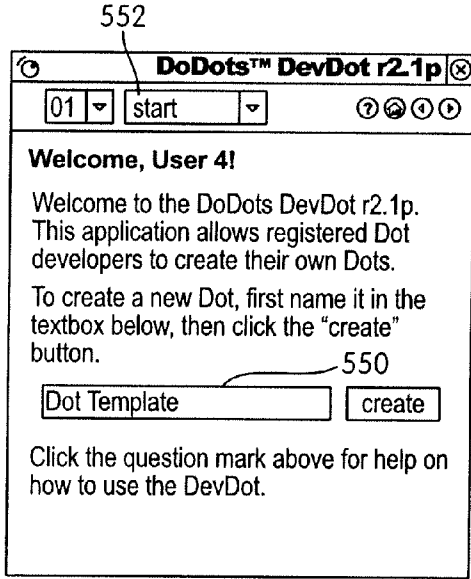 552
DoDots™ DevDot r2.1p
01 start
Welcome, User 4!
Welcome to the DoDots DevDot r2.1p.
This application allows registered Dot
developers to create their own Dots.
To create a new Dot, first name it in the
textbox below, then click the “create”
button.
550
Dot Template create
Click the question mark above for help on
how to use the DevDot.